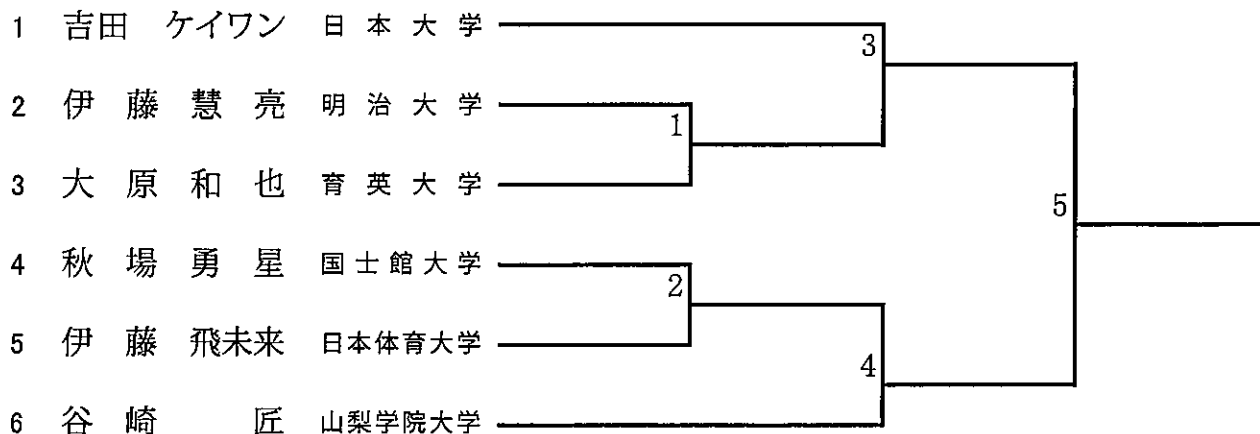 1 吉田 ケイワン 日本大学
3
2 伊藤慧亮 明治大学
1
3 大原和也 育英大学
5
4 秋場勇星 国士館大学
2
5 伊藤飛未来 日本体育大学
4
6 谷崎 匠 山梨学院大学